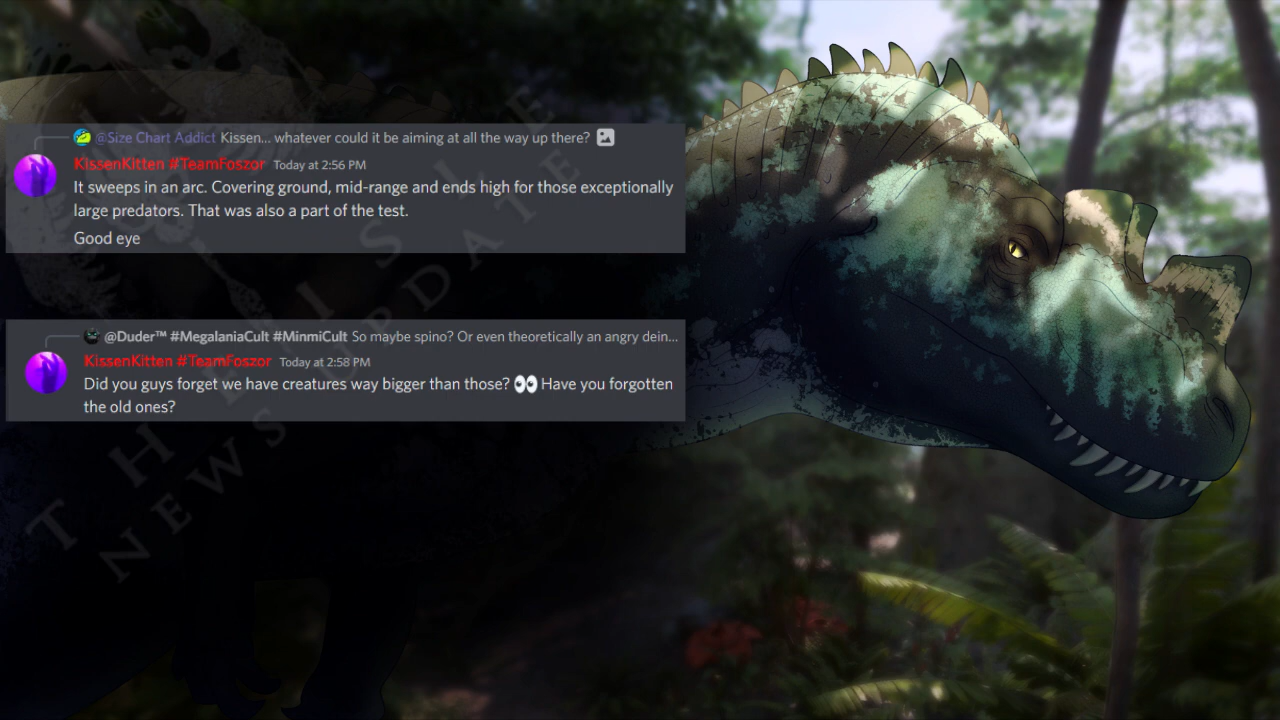 @Size Chart Addict Kissen... whatever could it be aiming at all the way up there?
KissenKitten #TeamFoszor Today at 2:56 PM
It sweeps in an arc. Covering ground, mid-range and ends high for those exceptionally
large predators. That was also a part of the test.
Good eye
@Duder™ #MegalaniaCult #MinmiCult So maybe spino? Or even theoretically an angry dein...
KissenKitten #TeamFoszor Today at 2:58 PM
Did you guys forget we have creatures way bigger than those? 👀 Have you forgotten
the old ones?
THE ISLE
NEWS UPDATE